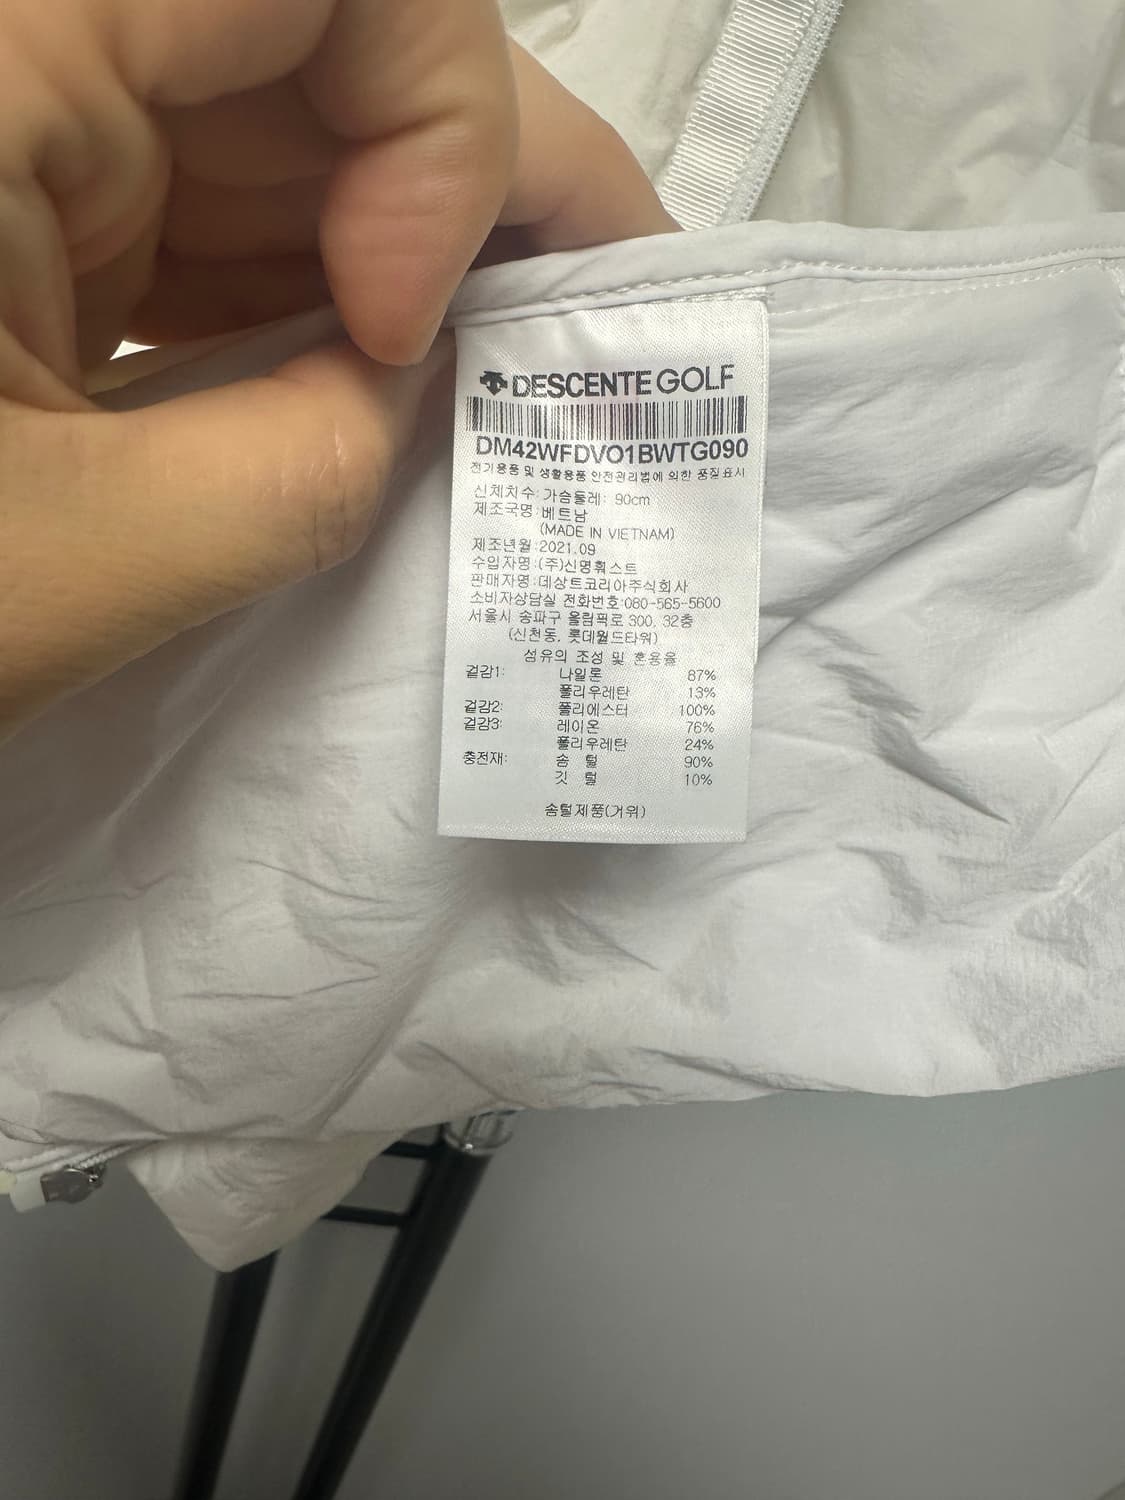 DESCENTE GOLF
DM42WFDVO1BWTG090
전기용품 및 생활용품 안전관리법에 의한 품질표시
신체치수: 가슴둘레: 90cm
제조국명: 베트남
(MADE IN VIETNAM)
제조년월:2021.09
수입자명:(주)신명훠스트
판매자명:데상트코리아주식회사
소비자상담실 전화번호:080-565-5600
서울시 송파구 올림픽로 300, 32층
(신천동, 롯데월드타워)
섬유의 조성 및 혼용율
겉감1: 나일론 87%
폴리우레탄 13%
겉감2: 폴리에스터 100%
겉감3: 레이온 76%
폴리우레탄 24%
충전재: 솜 털 90%
깃 털 10%
솜털제품(거위)